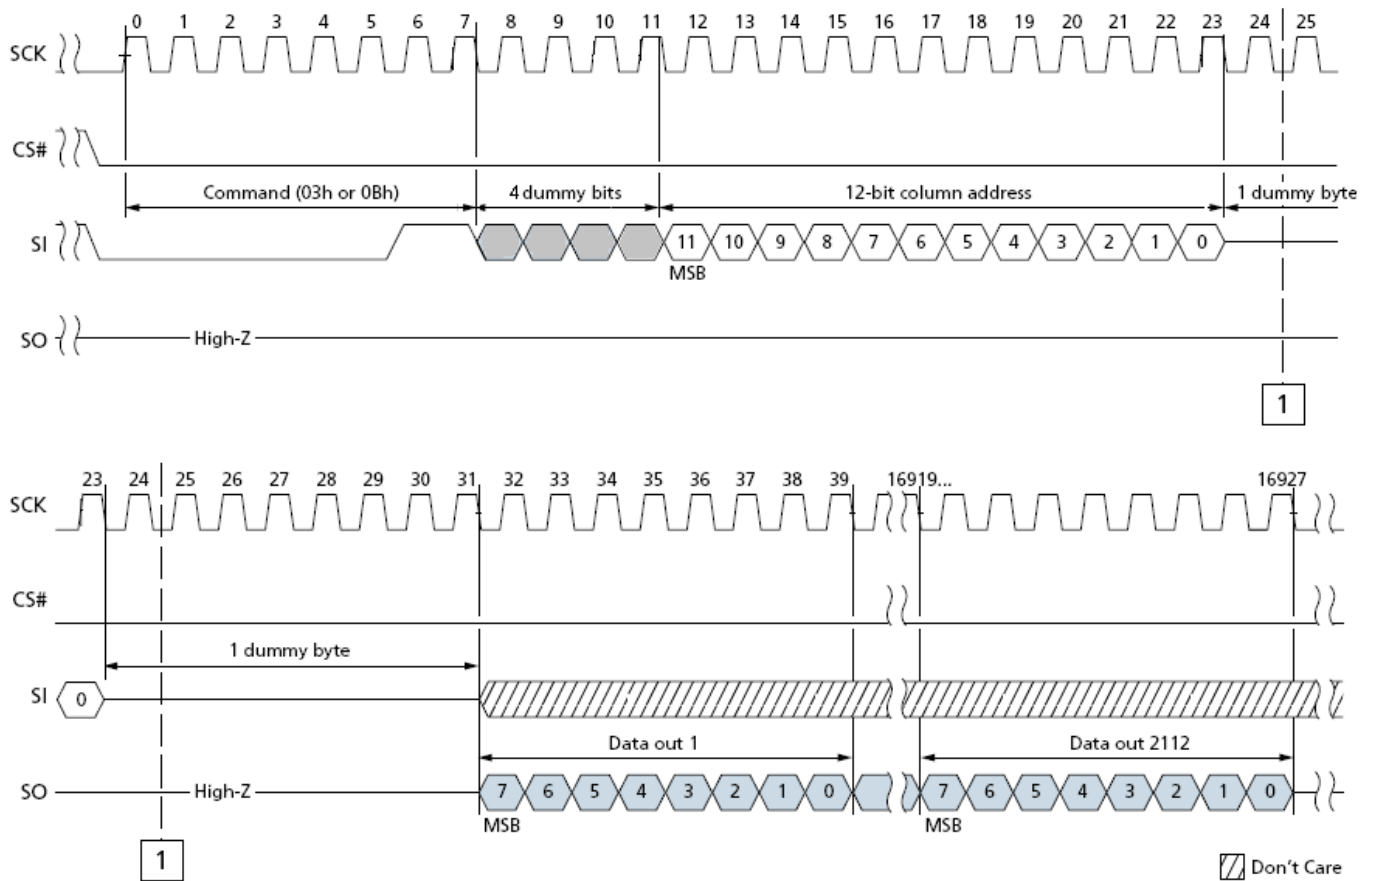 0 1 2 3 4 5 6 7 8 9 10 11 12 13 14 15 16 17 18 19 20 21 22 23 24 25
SCK
CS#
Command (03h or 0Bh) 4 dummy bits 12-bit column address 1 dummy byte
SI 11 10 9 8 7 6 5 4 3 2 1 0
MSB
SO High-Z
1
23 24 25 26 27 28 29 30 31 32 33 34 35 36 37 38 39 16919... 16927
SCK
CS#
1 dummy byte
SI 0
Data out 1 Data out 2112
SO High-Z 7 6 5 4 3 2 1 0 7 6 5 4 3 2 1 0
MSB MSB
1
Don't Care